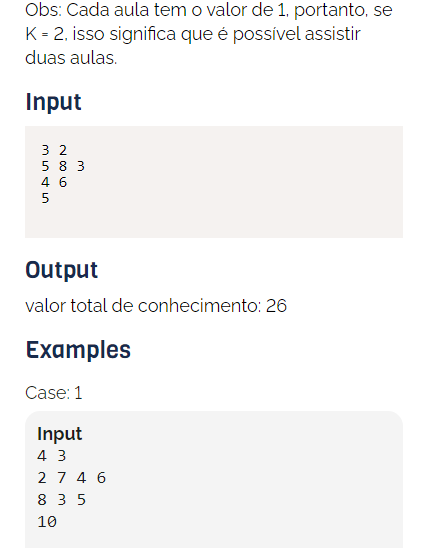 Obs: Cada aula tem o valor de 1, portanto, se
K = 2, isso significa que é possível assistir
duas aulas.
Input
3 2
5 8 3
4 6
5
Output
valor total de conhecimento: 26
Examples
Case: 1
Input
4 3
2 7 4 6
8 3 5
10